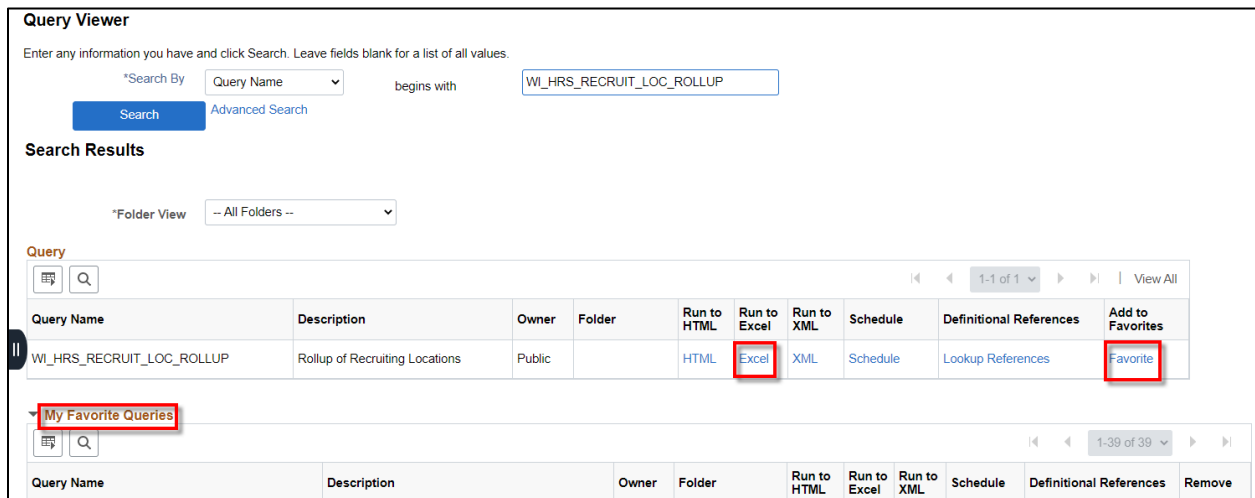 Query Viewer
Enter any information you have and click Search. Leave fields blank for a list of all values.
*Search By Query Name begins with WI_HRS_RECRUIT_LOC_ROLLUP
Search Advanced Search
Search Results
*Folder View -- All Folders --
Query
1-1 of 1 | View All
Query Name Description Owner Folder Run to HTML Run to Excel Run to XML Schedule Definitional References Add to Favorites
WI_HRS_RECRUIT_LOC_ROLLUP Rollup of Recruiting Locations Public HTML Excel XML Schedule Lookup References Favorite
My Favorite Queries
1-39 of 39
Query Name Description Owner Folder Run to HTML Run to Excel Run to XML Schedule Definitional References Remove